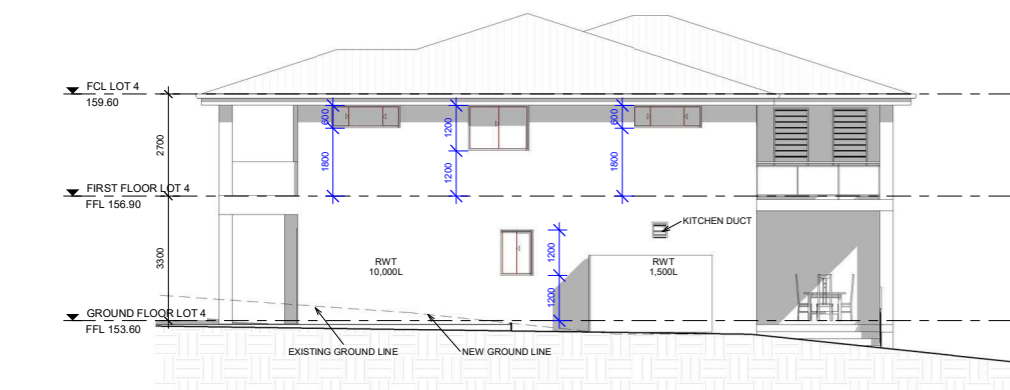 FCL LOT 4
159.60
2700
600
1800
1200
1200
600
1800
FIRST FLOOR LOT 4
FFL 156.90
KITCHEN DUCT
3300
RWT
10,000L
1200
1200
RWT
1,500L
GROUND FLOOR LOT 4
FFL 153.60
EXISTING GROUND LINE
NEW GROUND LINE